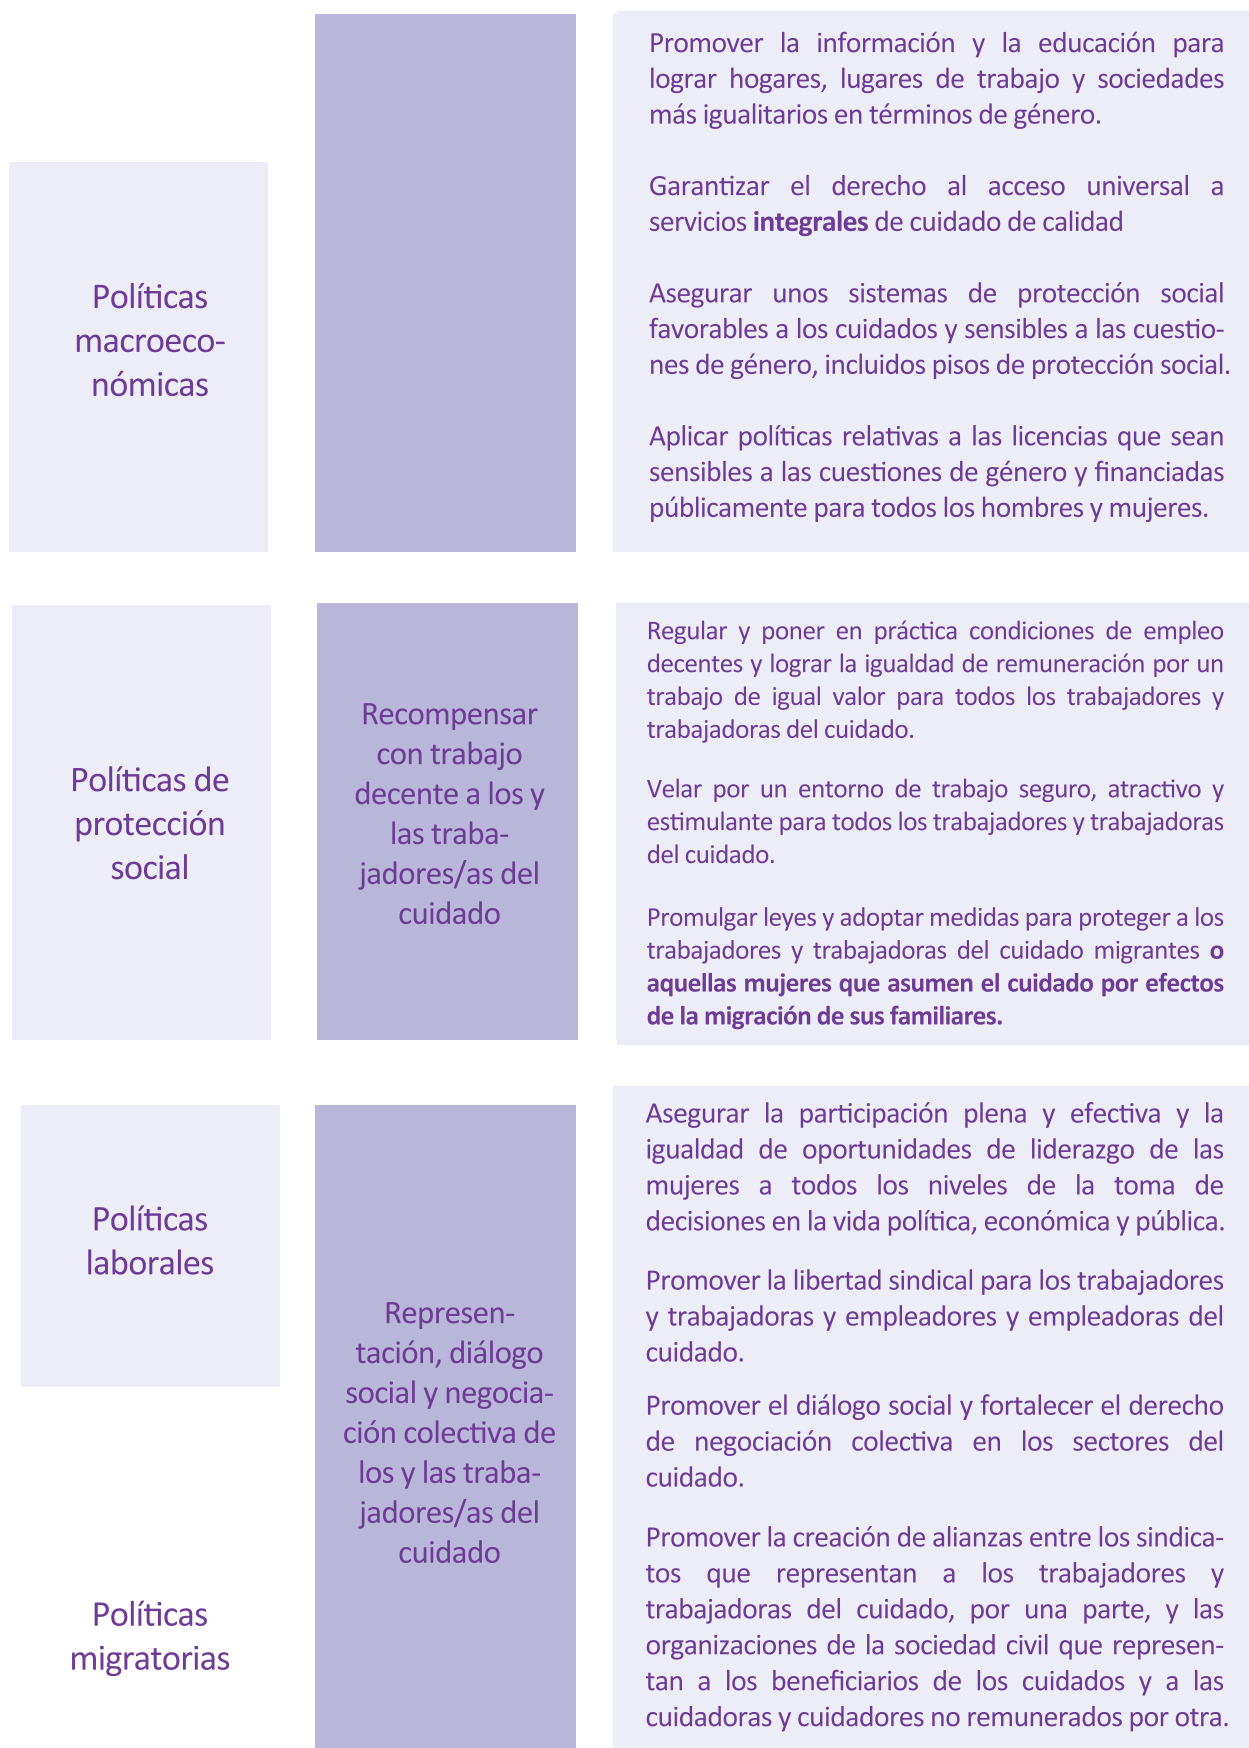 Políticas
macroeco-
nómicas
Promover la información y la educación para
lograr hogares, lugares de trabajo y sociedades
más igualitarios en términos de género.
Garantizar el derecho al acceso universal a
servicios integrales de cuidado de calidad
Asegurar unos sistemas de protección social
favorables a los cuidados y sensibles a las cuestio-
nes de género, incluidos pisos de protección social.
Aplicar políticas relativas a las licencias que sean
sensibles a las cuestiones de género y financiadas
públicamente para todos los hombres y mujeres.
Políticas de
protección
social
Recompensar
con trabajo
decente a los y
las traba-
jadores/as del
cuidado
Regular y poner en práctica condiciones de empleo
decentes y lograr la igualdad de remuneración por un
trabajo de igual valor para todos los trabajadores y
trabajadoras del cuidado.
Velar por un entorno de trabajo seguro, atractivo y
estimulante para todos los trabajadores y trabajadoras
del cuidado.
Promulgar leyes y adoptar medidas para proteger a los
trabajadores y trabajadoras del cuidado migrantes o
aquellas mujeres que asumen el cuidado por efectos
de la migración de sus familiares.
Políticas
laborales
Políticas
migratorias
Represen-
tación, diálogo
social y negocia-
ción colectiva de
los y las traba-
jadores/as del
cuidado
Asegurar la participación plena y efectiva y la
igualdad de oportunidades de liderazgo de las
mujeres a todos los niveles de la toma de
decisiones en la vida política, económica y pública.
Promover la libertad sindical para los trabajadores
y trabajadoras y empleadores y empleadoras del
cuidado.
Promover el diálogo social y fortalecer el derecho
de negociación colectiva en los sectores del
cuidado.
Promover la creación de alianzas entre los sindica-
tos que representan a los trabajadores y
trabajadoras del cuidado, por una parte, y las
organizaciones de la sociedad civil que represen-
tan a los beneficiarios de los cuidados y a las
cuidadoras y cuidadores no remunerados por otra.